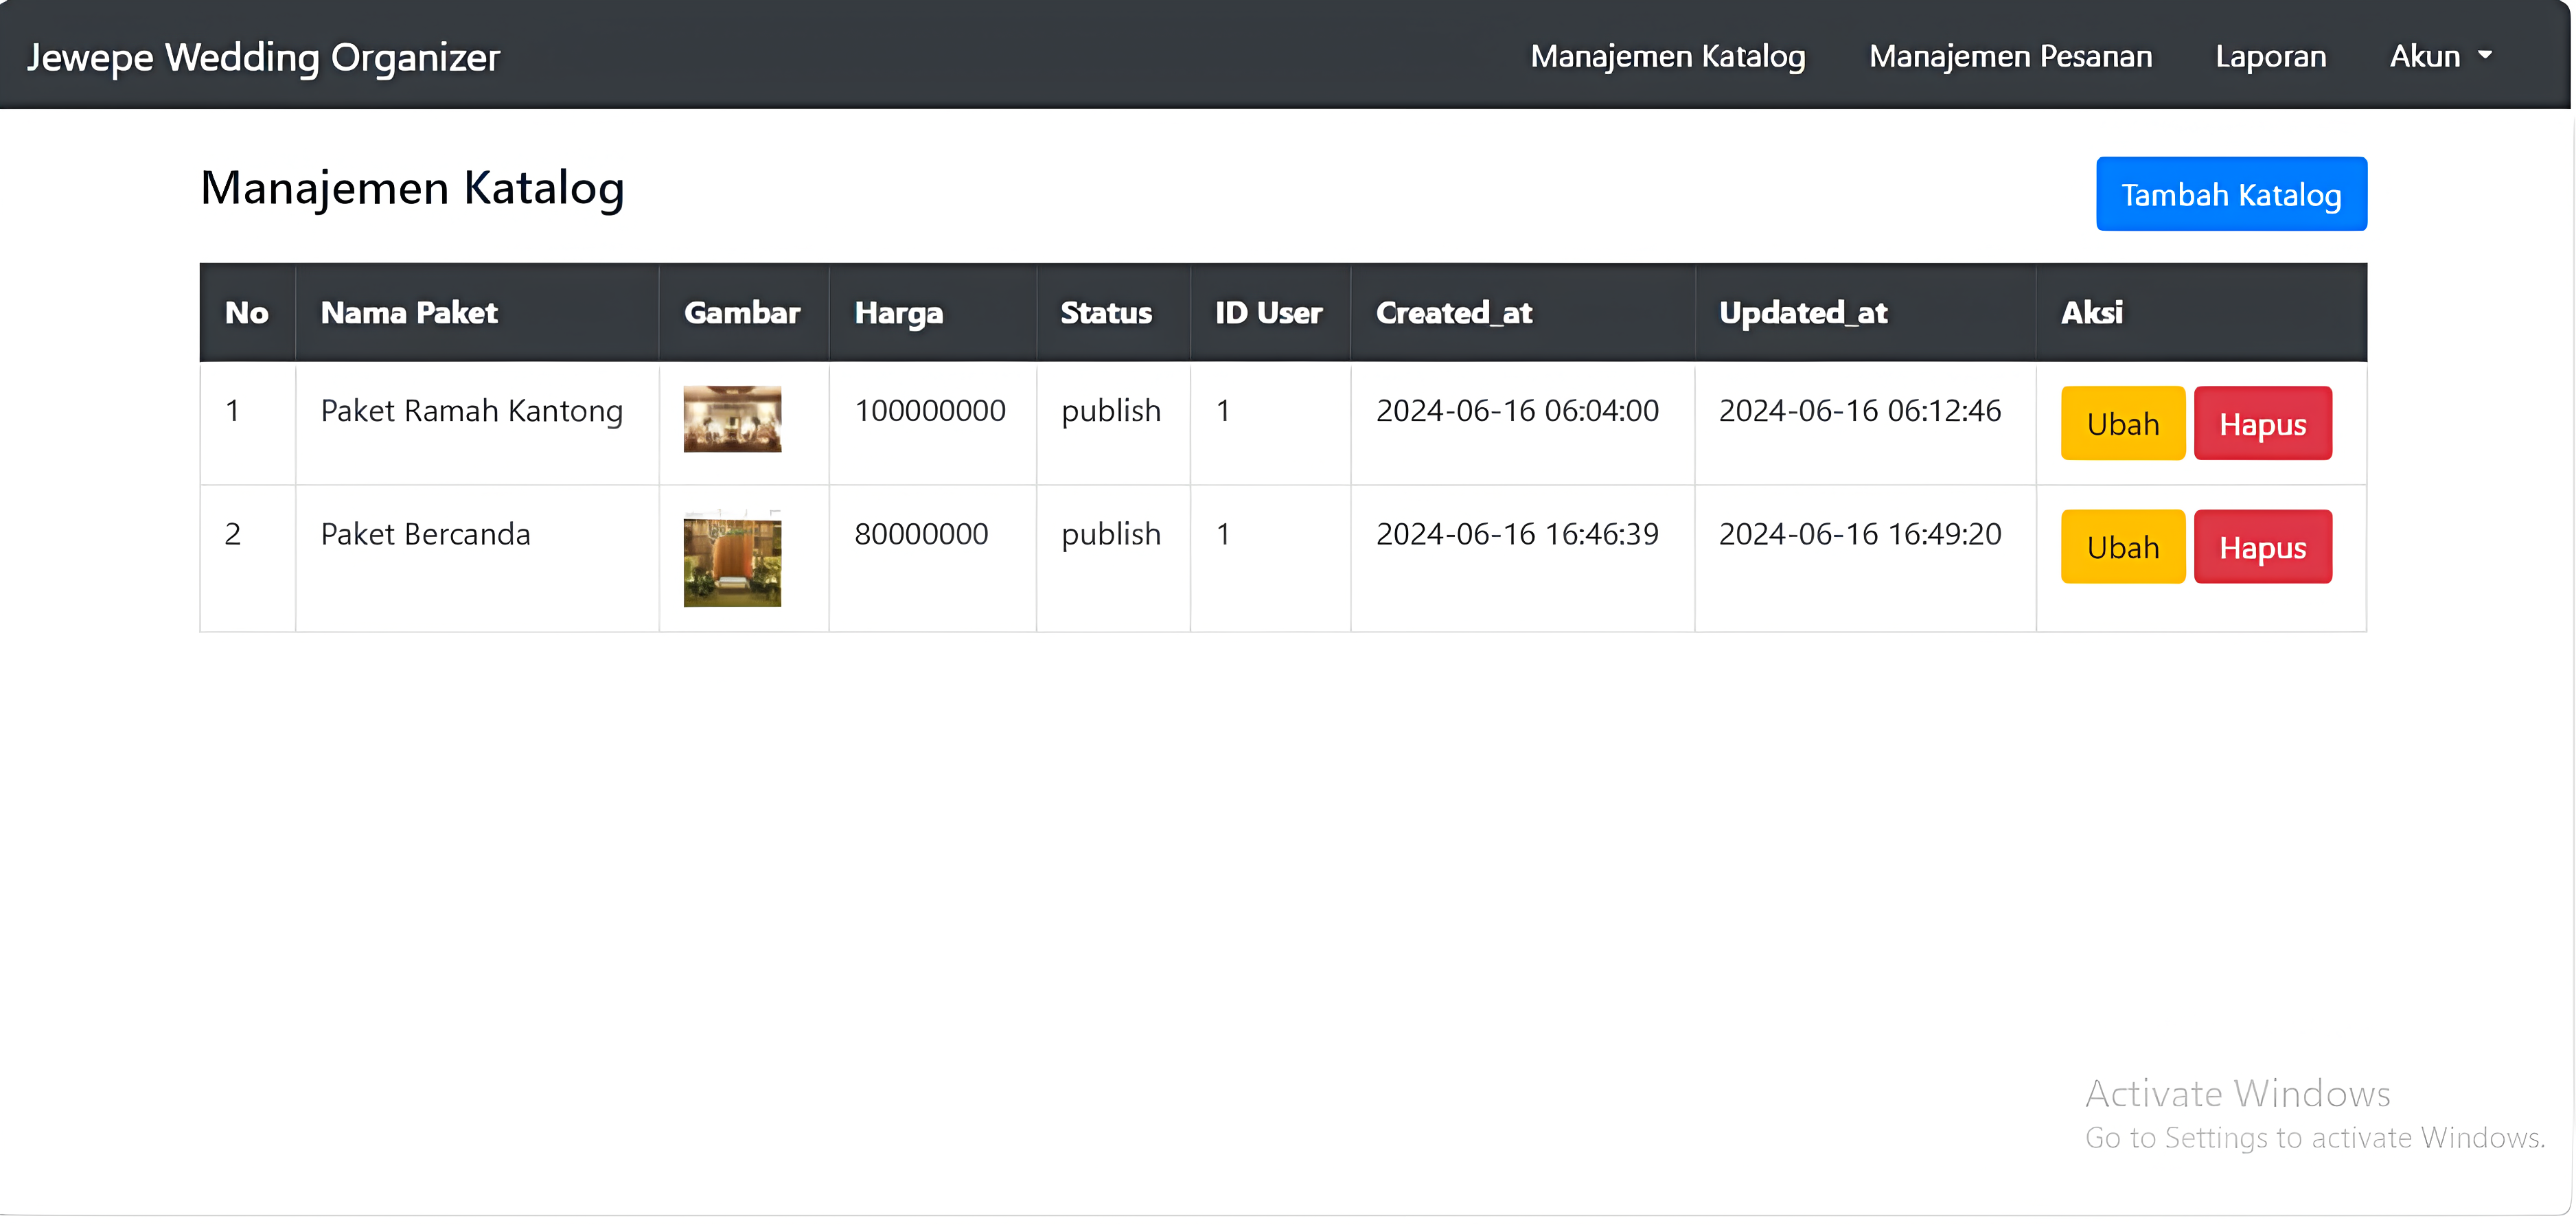 Jewepe Wedding Organizer Manajemen Katalog Manajemen Pesanan Laporan Akun
Manajemen Katalog Tambah Katalog
No Nama Paket Gambar Harga Status ID User Created_at Updated_at Aksi
1 Paket Ramah Kantong 100000000 publish 1 2024-06-16 06:04:00 2024-06-16 06:12:46 Ubah Hapus
2 Paket Bercanda 80000000 publish 1 2024-06-16 16:46:39 2024-06-16 16:49:20 Ubah Hapus
Activate Windows
Go to Settings to activate Windows.